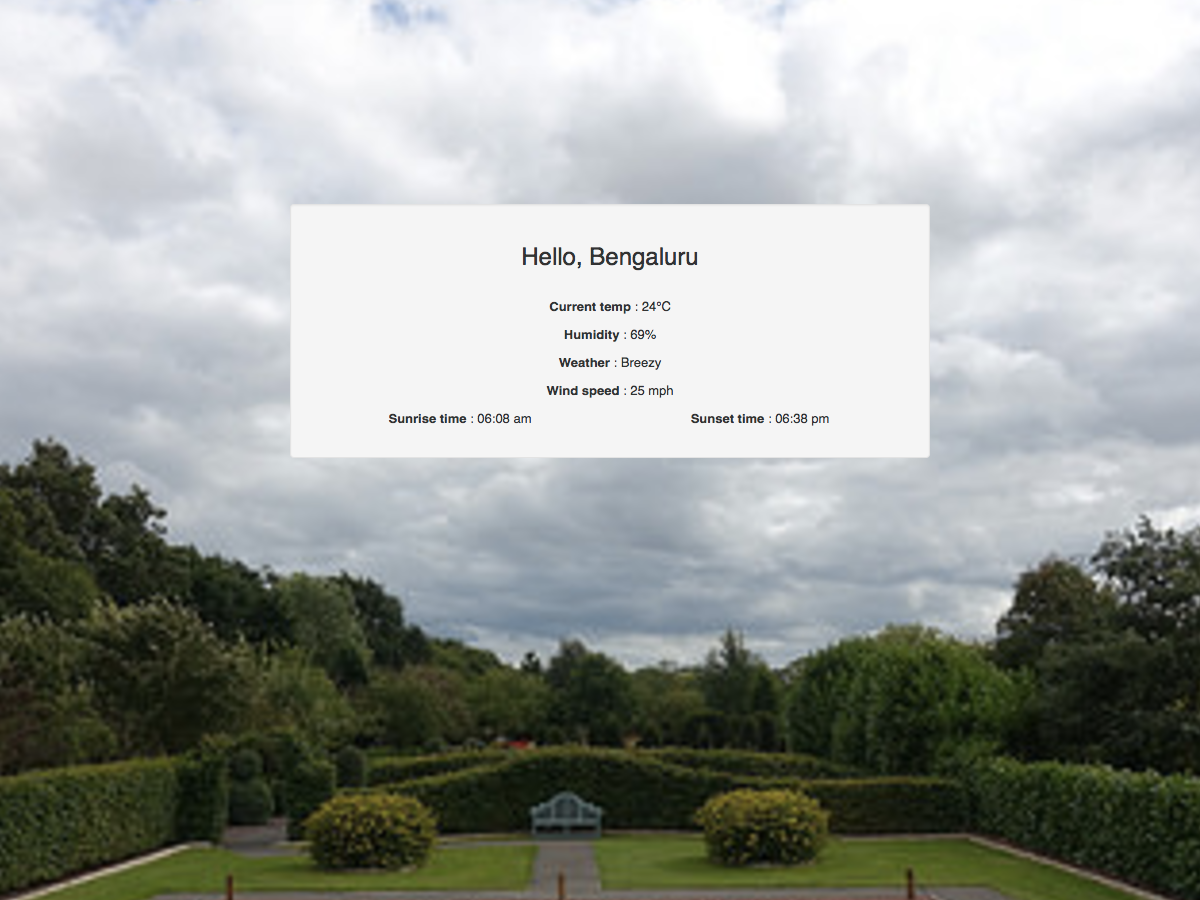 Hello, Bengaluru
Current temp : 24°C
Humidity : 69%
Weather : Breezy
Wind speed : 25 mph
Sunrise time : 06:08 am Sunset time : 06:38 pm